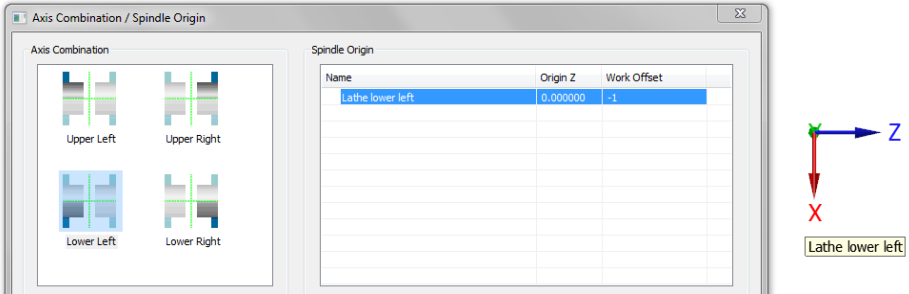 Axis Combination / Spindle Origin
Axis Combination
Upper Left
Upper Right
Lower Left
Lower Right
Spindle Origin
Name Origin Z Work Offset
Lathe lower left 0.000000 -1
Y
Z
X
Lathe lower left